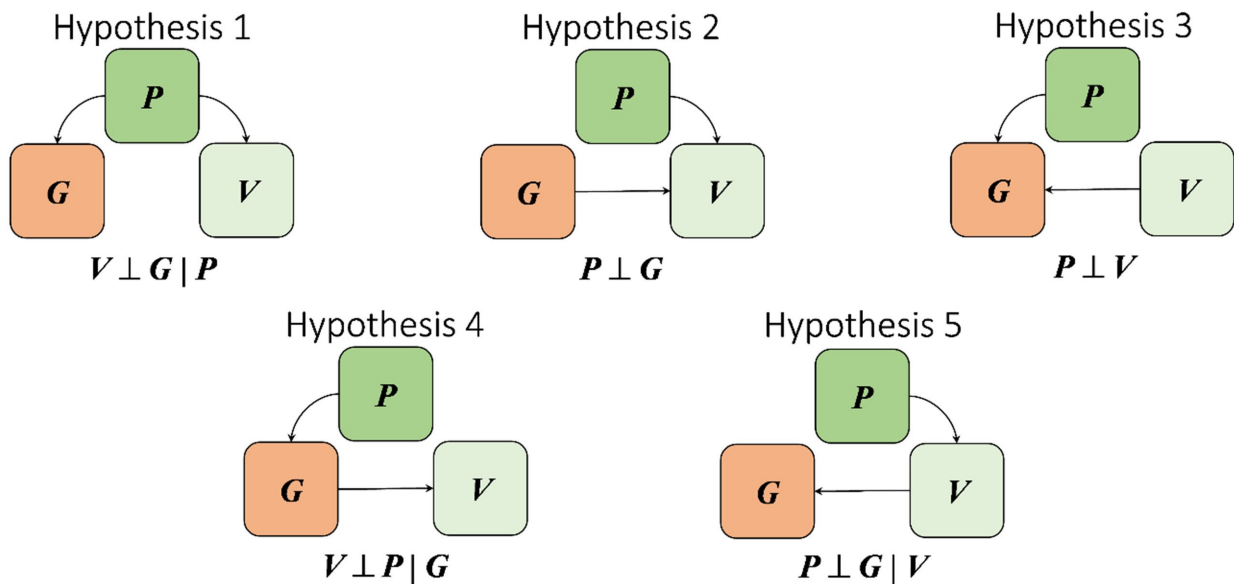 Hypothesis 1
P
G
V
V ⊥ G | P
Hypothesis 2
P
G
V
P ⊥ G
Hypothesis 3
P
G
V
P ⊥ V
Hypothesis 4
P
G
V
V ⊥ P | G
Hypothesis 5
P
G
V
P ⊥ G | V